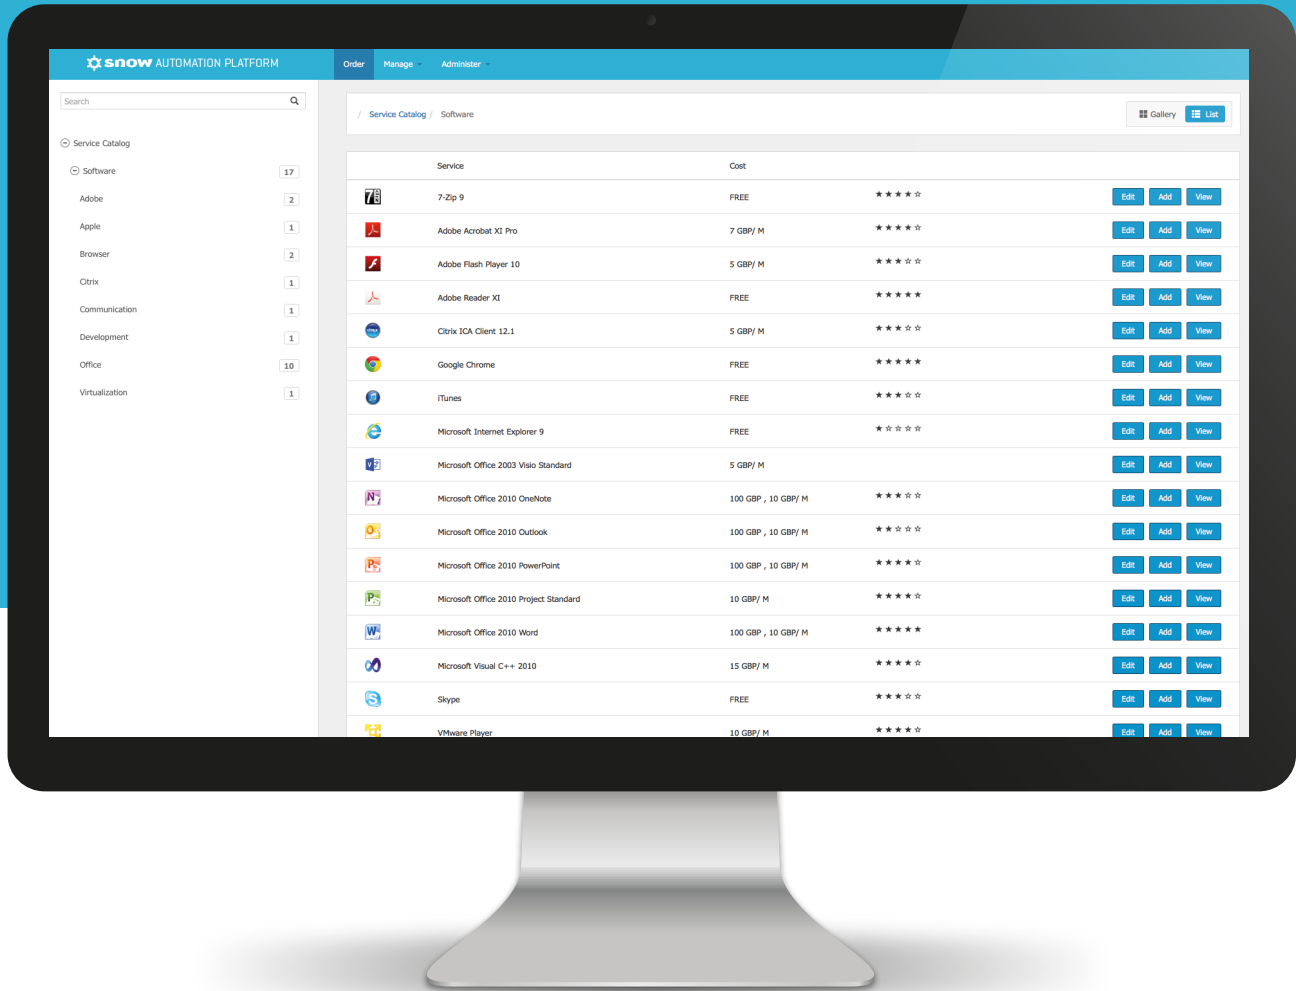 snow AUTOMATION PLATFORM
Order Manage Administer
Search
Service Catalog
Software 17
Adobe 2
Apple 1
Browser 2
Citrix 1
Communication 1
Development 1
Office 10
Virtualization 1
/ Service Catalog / Software
Gallery List
Service Cost
7-Zip 9 FREE ★★★★☆ Edit Add View
Adobe Acrobat XI Pro 7 GBP/ M ★★★★☆ Edit Add View
Adobe Flash Player 10 5 GBP/ M ★★★☆☆ Edit Add View
Adobe Reader XI FREE ★★★★★ Edit Add View
Citrix ICA Client 12.1 5 GBP/ M ★★★☆☆ Edit Add View
Google Chrome FREE ★★★★★ Edit Add View
iTunes FREE ★★★☆☆ Edit Add View
Microsoft Internet Explorer 9 FREE ★☆☆☆☆ Edit Add View
Microsoft Office 2003 Visio Standard 5 GBP/ M Edit Add View
Microsoft Office 2010 OneNote 100 GBP , 10 GBP/ M ★★★☆☆ Edit Add View
Microsoft Office 2010 Outlook 100 GBP , 10 GBP/ M ★★☆☆☆ Edit Add View
Microsoft Office 2010 PowerPoint 100 GBP , 10 GBP/ M ★★★★☆ Edit Add View
Microsoft Office 2010 Project Standard 10 GBP/ M ★★★★☆ Edit Add View
Microsoft Office 2010 Word 100 GBP , 10 GBP/ M ★★★★★ Edit Add View
Microsoft Visual C++ 2010 15 GBP/ M ★★★★☆ Edit Add View
Skype FREE ★★★☆☆ Edit Add View
VMware Player 10 GBP/ M ★★★★☆ Edit Add View